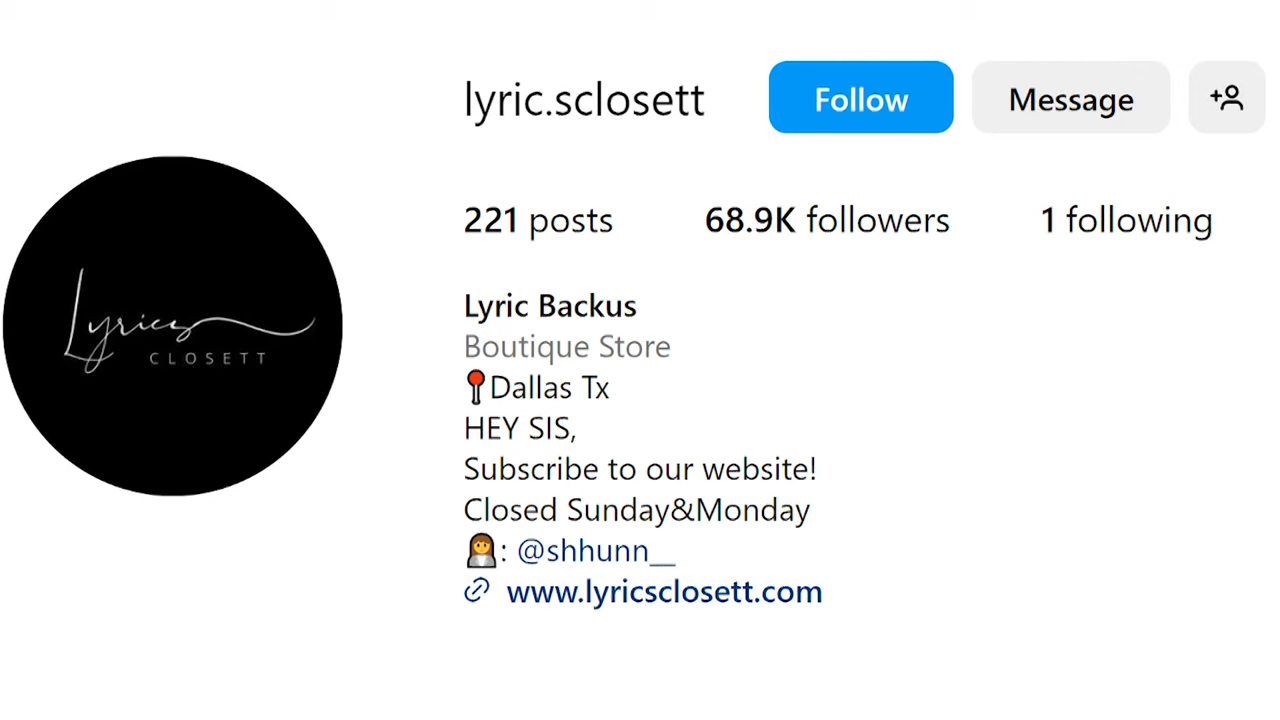 lyric.sclosett Follow Message
221 posts 68.9K followers 1 following
Lyrics
CLOSETT
Lyric Backus
Boutique Store
📍Dallas Tx
HEY SIS,
Subscribe to our website!
Closed Sunday&Monday
👩‍💼: @shhunn__
www.lyricsclosett.com